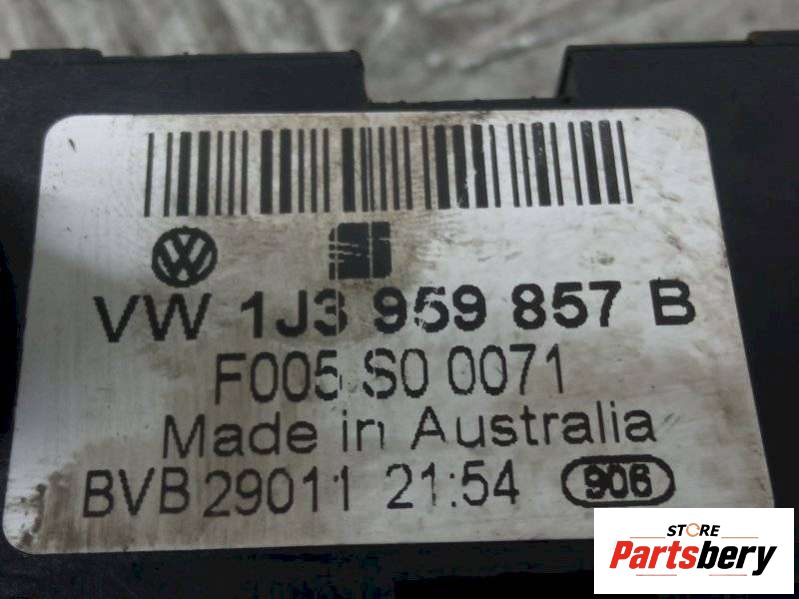 VW 1J3 959 857 B
F005 S0 0071
Made in Australia
BVB 29011 21:54 906
STORE
Partsbery